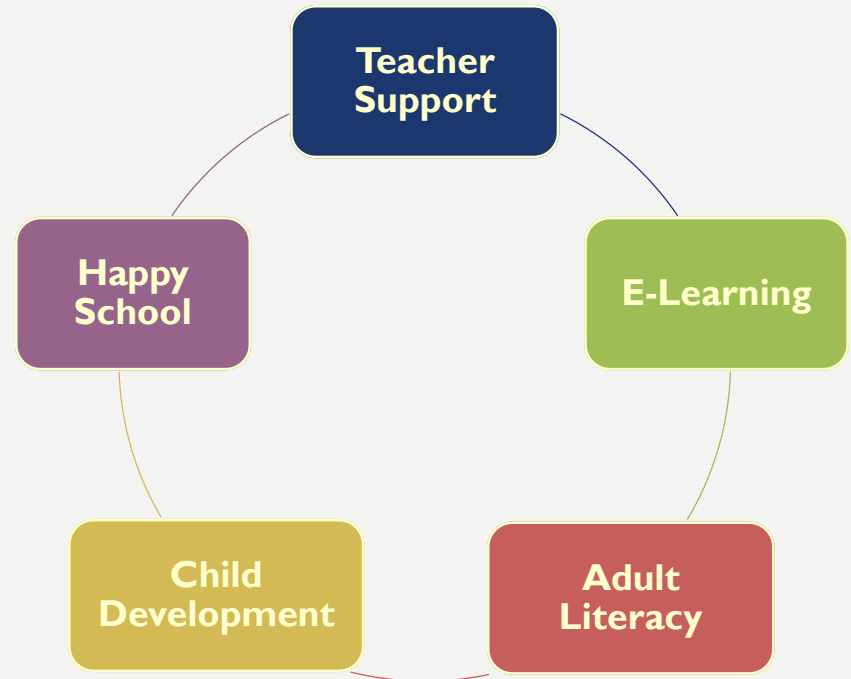 Teacher
Support
E-Learning
Adult
Literacy
Child
Development
Happy
School